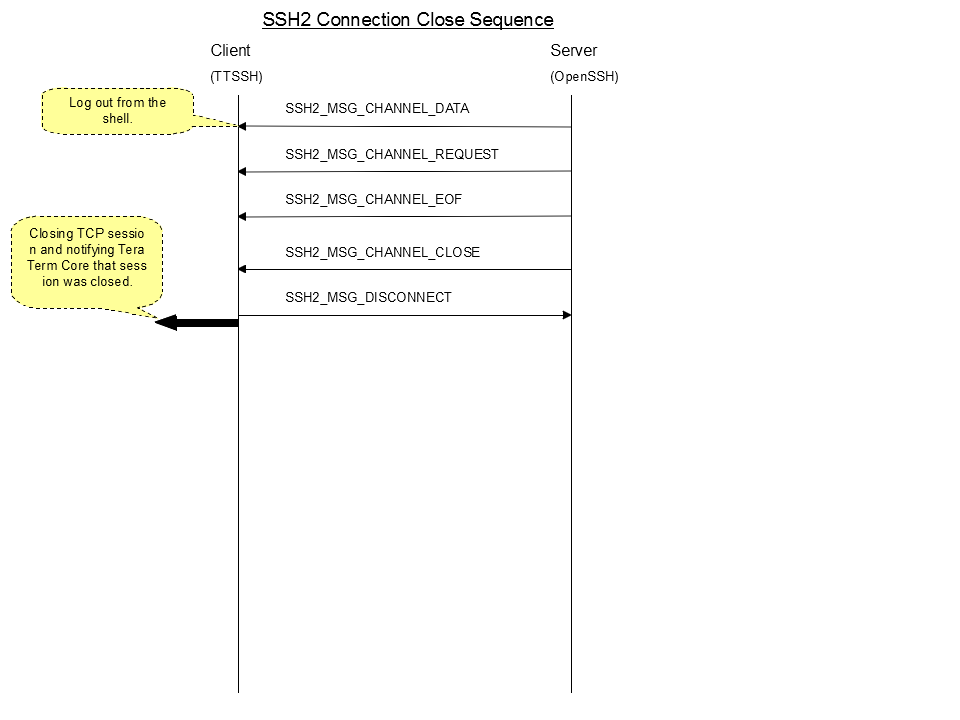 SSH2 Connection Close Sequence
Client
Server
(TTSSH)
(OpenSSH)
Log out from the
shell.
SSH2_MSG_CHANNEL_DATA
SSH2_MSG_CHANNEL_REQUEST
SSH2_MSG_CHANNEL_EOF
Closing TCP sessio
n and notifying Tera
Term Core that sess
ion was closed.
SSH2_MSG_CHANNEL_CLOSE
SSH2_MSG_DISCONNECT